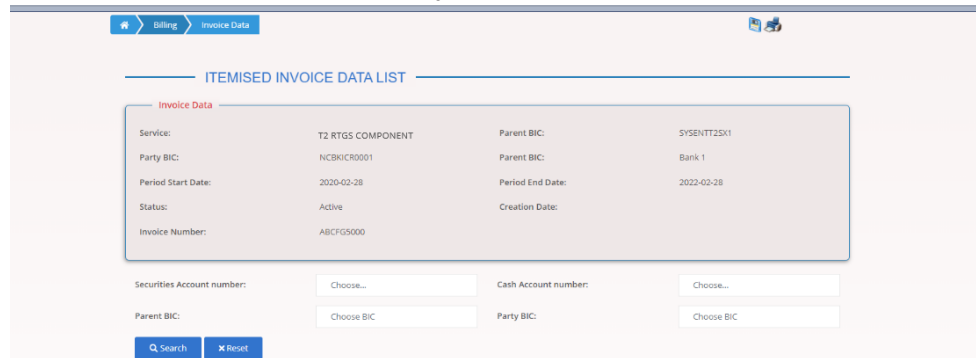 Billing Invoice Data
ITEMISED INVOICE DATA LIST
Invoice Data
Service: T2 RTGS COMPONENT Parent BIC: SYSENTT2SX1
Party BIC: NCBKICR0001 Parent BIC: Bank 1
Period Start Date: 2020-02-28 Period End Date: 2022-02-28
Status: Active Creation Date:
Invoice Number: ABCFG5000
Securities Account number: Choose... Cash Account number: Choose...
Parent BIC: Choose BIC Party BIC: Choose BIC
Search Reset